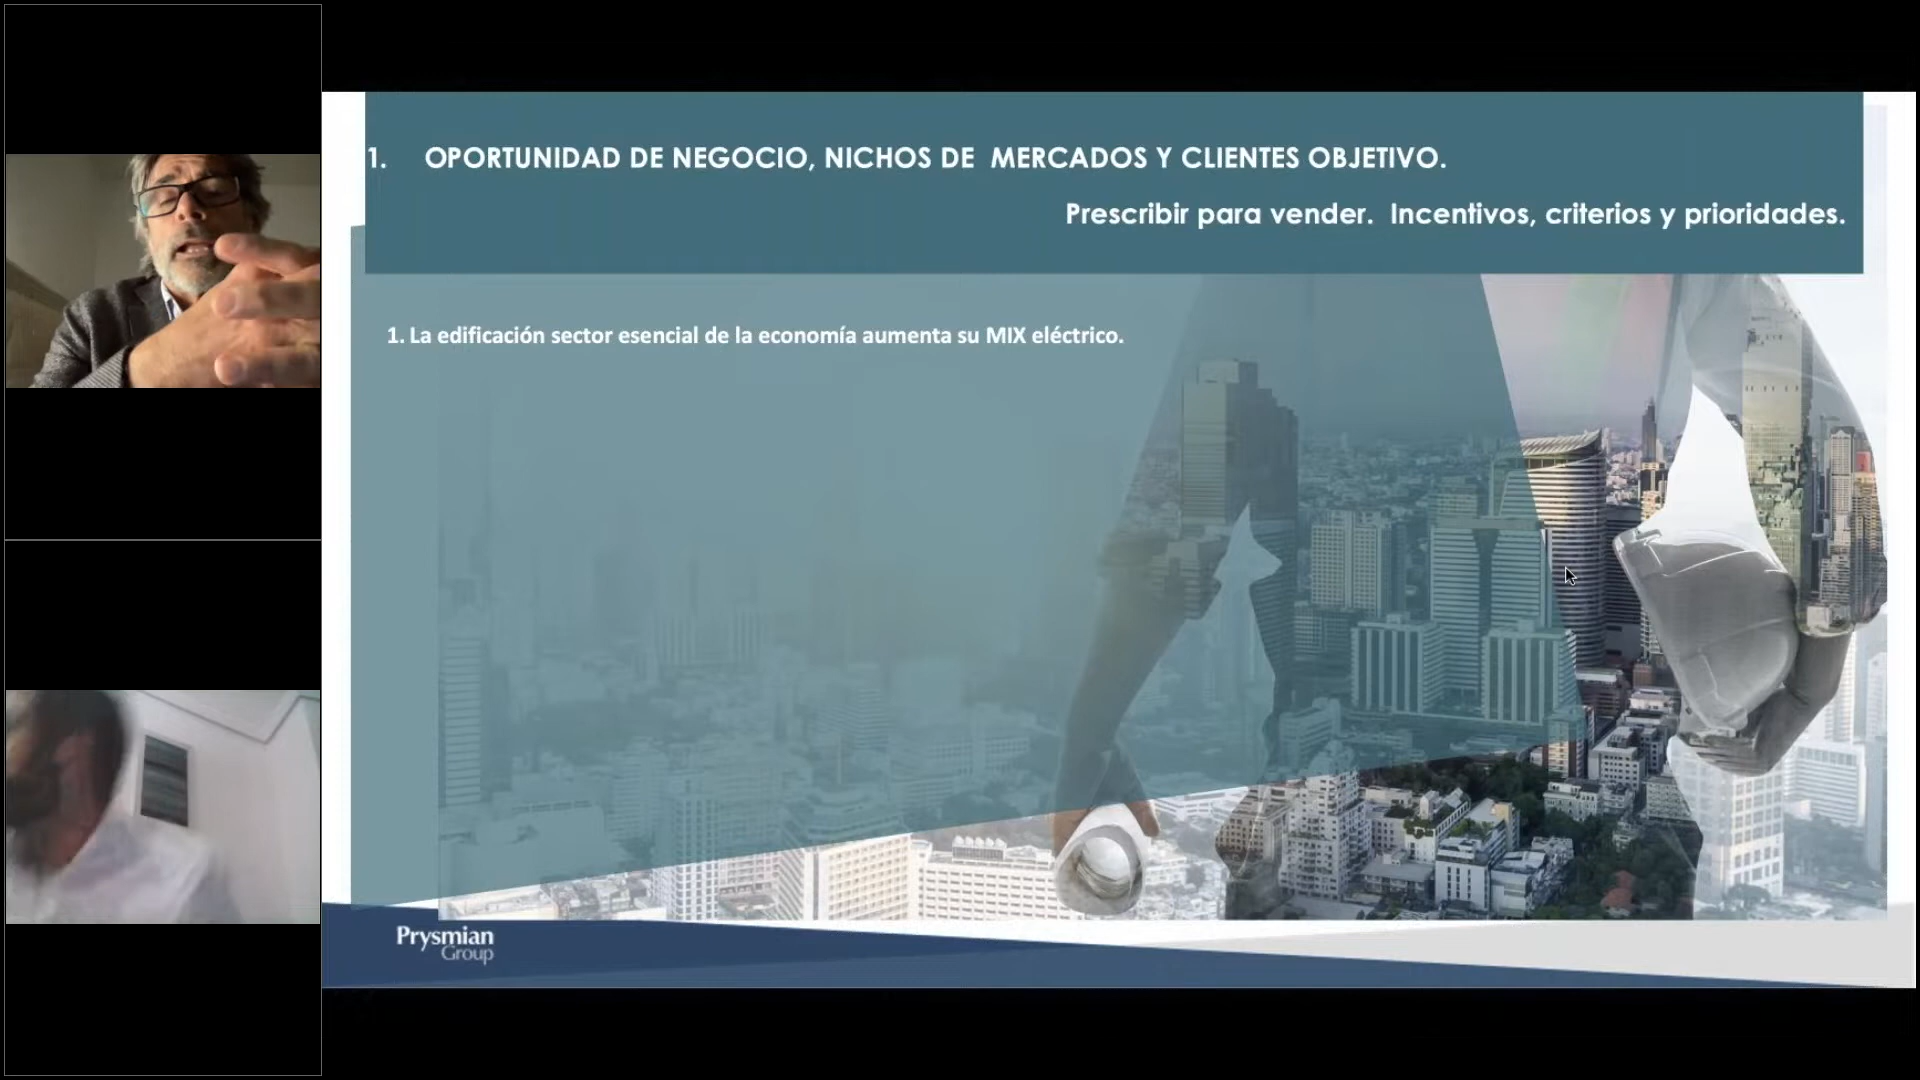 1. OPORTUNIDAD DE NEGOCIO, NICHOS DE MERCADOS Y CLIENTES OBJETIVO.
Prescribir para vender. Incentivos, criterios y prioridades.
1. La edificación sector esencial de la economía aumenta su MIX eléctrico.
Prysmian
Group